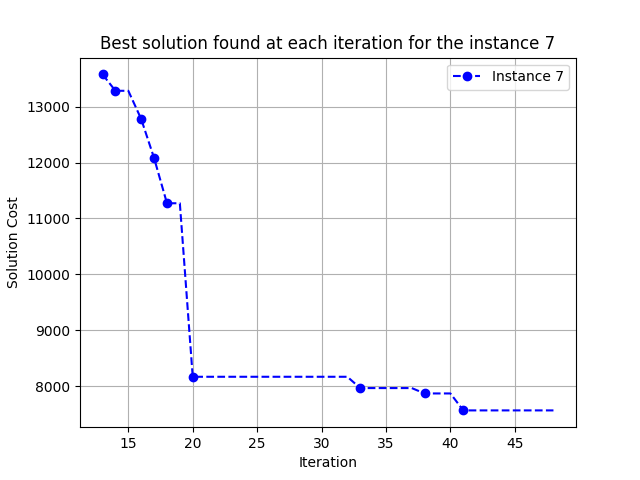 Best solution found at each iteration for the instance 7
Instance 7
13000
12000
11000
10000
9000
8000
Solution Cost
15 20 25 30 35 40 45
Iteration